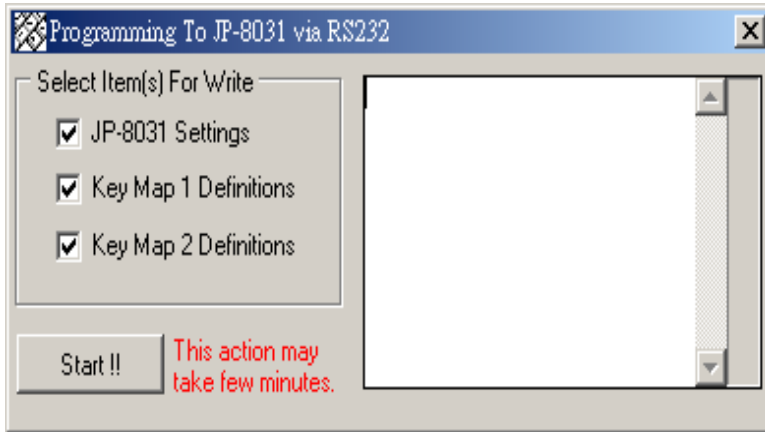 Programming To JP-8031 via RS232
Select Item(s) For Write
JP-8031 Settings
Key Map 1 Definitions
Key Map 2 Definitions
Start !!
This action may
take few minutes.